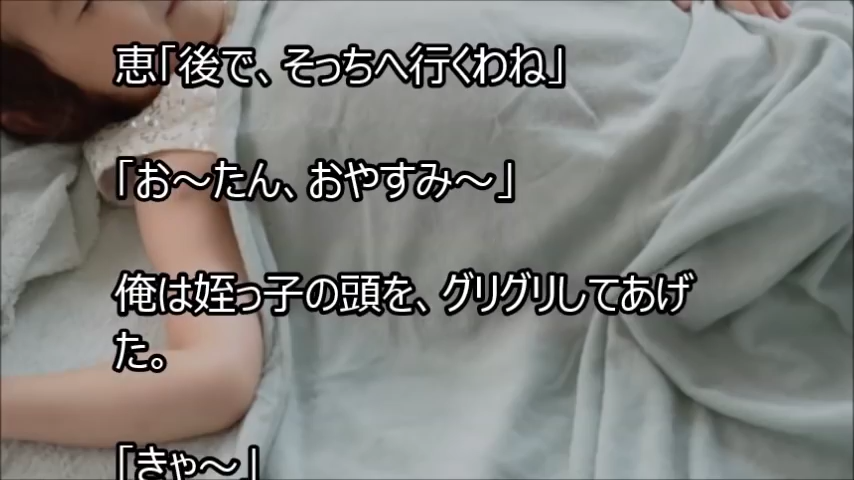 恵「後で、そっちへ行くわね」
「お～たん、おやすみ～」
俺は姪っ子の頭を、グリグリしてあげ
た。
「きゃ～」